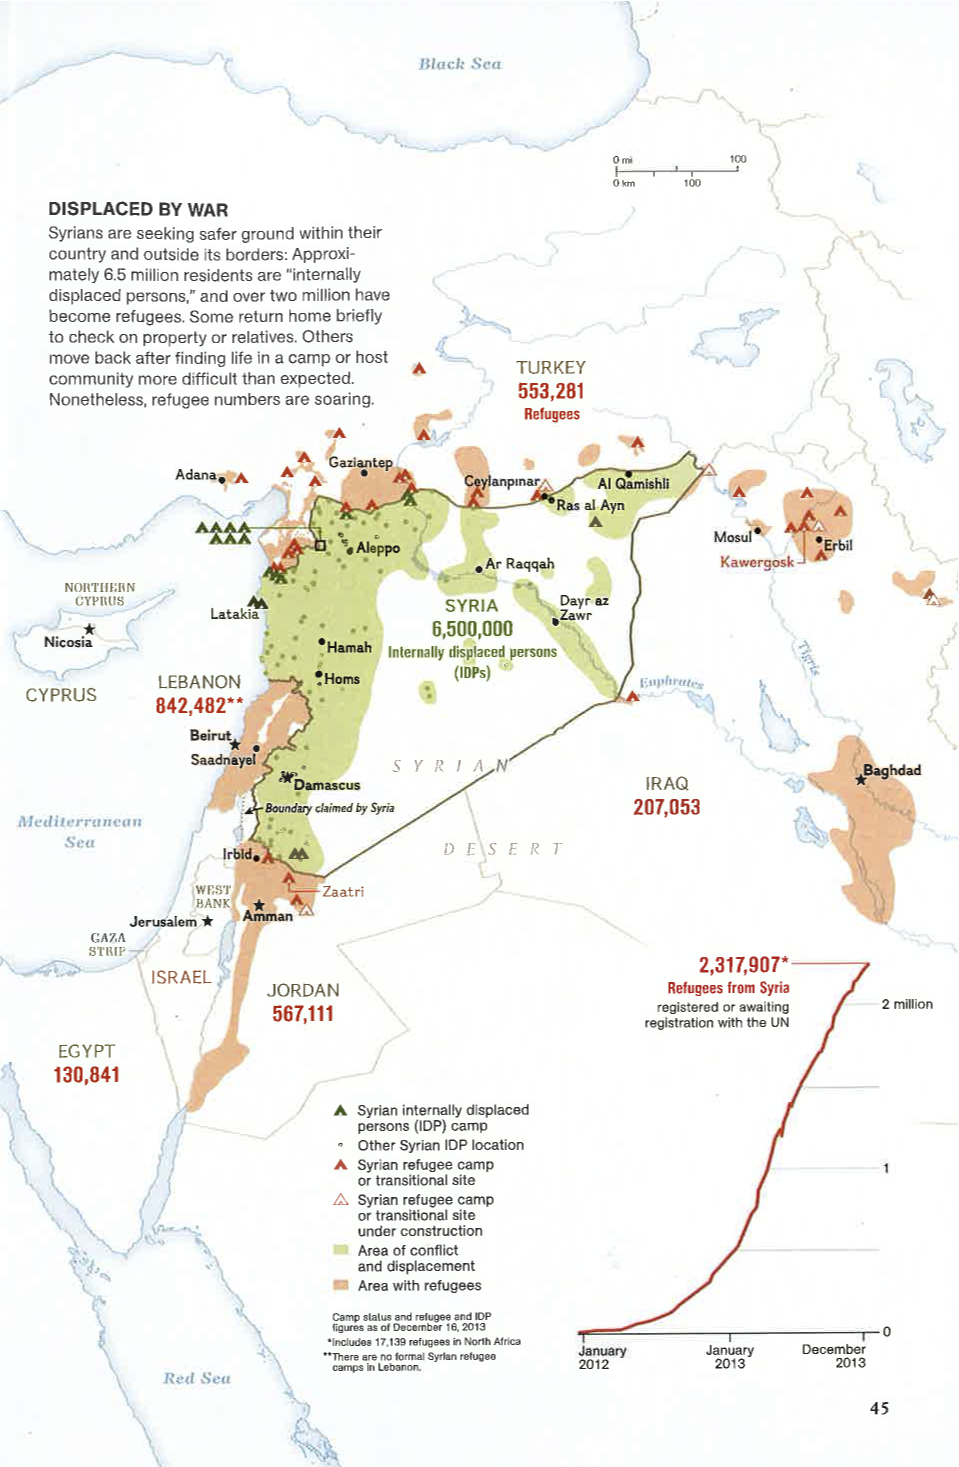 Black Sea
0 mi 100
0 km 100
DISPLACED BY WAR
Syrians are seeking safer ground within their
country and outside its borders: Approxi-
mately 6.5 million residents are “internally
displaced persons,” and over two million have
become refugees. Some return home briefly
to check on property or relatives. Others
move back after finding life in a camp or host
community more difficult than expected.
Nonetheless, refugee numbers are soaring.
TURKEY
553,281
Refugees
Adana
Gaziantep
Ceylanpınar
Al Qamishli
Ras al Ayn
Mosul
Erbil
Kawergosk
Aleppo
Ar Raqqah
NORTHERN
CYPRUS
Nicosia
CYPRUS
Latakia
SYRIA
6,500,000
Internally displaced persons
(IDPs)
Dayr az
Zawr
Hamah
Homs
Tigris
Euphrates
LEBANON
842,482**
Beirut
Saadnayel
SYRIAN
DESERT
Damascus
Boundary claimed by Syria
IRAQ
207,053
Baghdad
Mediterranean
Sea
Irbid
WEST
BANK
Zaatri
Amman
Jerusalem
GAZA
STRIP
ISRAEL
JORDAN
567,111
EGYPT
130,841
2,317,907*
Refugees from Syria
registered or awaiting
registration with the UN
2 million
1
0
January
2012
January
2013
December
2013
Syrian internally displaced
persons (IDP) camp
Other Syrian IDP location
Syrian refugee camp
or transitional site
Syrian refugee camp
or transitional site
under construction
Area of conflict
and displacement
Area with refugees
Camp status and refugee and IDP
figures as of December 16, 2013
*Includes 17,139 refugees in North Africa
**There are no formal Syrian refugee
camps in Lebanon.
Red Sea
45